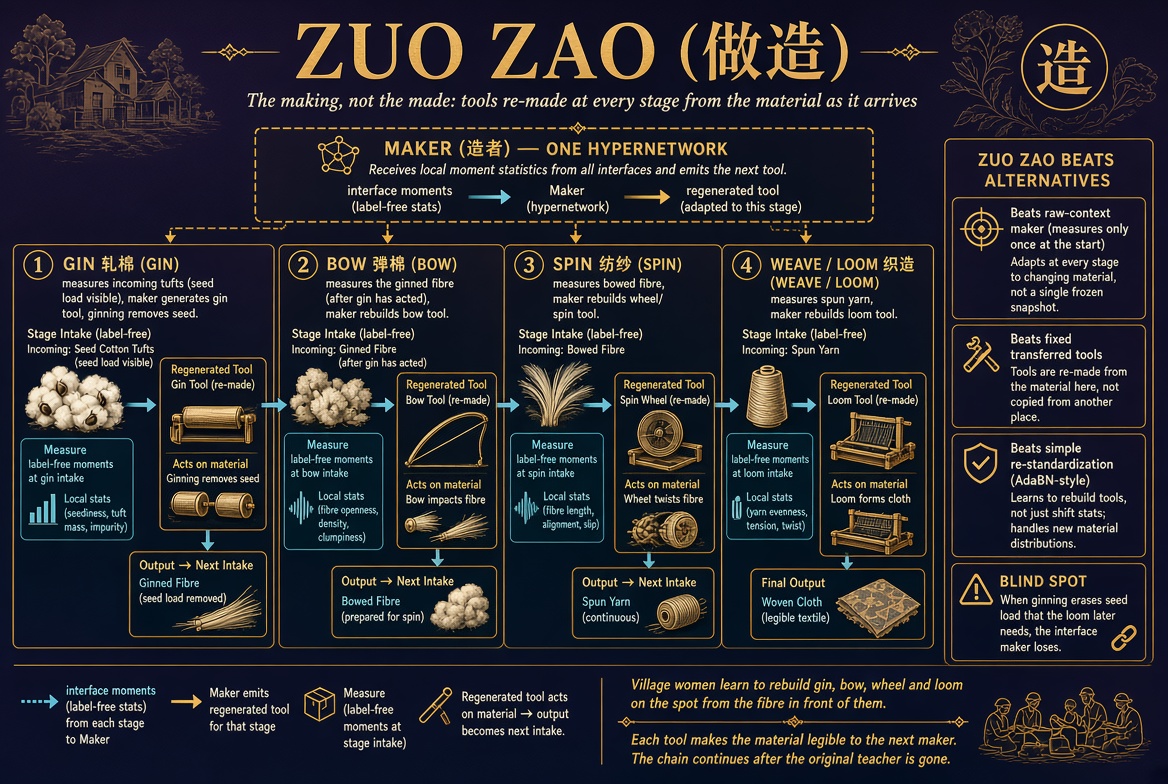 ZUO ZAO (做造)
The making, not the made: tools re-made at every stage from the material as it arrives
造
MAKER (造者) — ONE HYPERNETWORK
Receives local moment statistics from all interfaces and emits the next tool.
interface moments
(label-free stats)
Maker
(hypernetwork)
regenerated tool
(adapted to this stage)
1 GIN 轧棉 (GIN)
measures incoming tufts (seed
load visible), maker generates gin
tool, ginning removes seed.
Stage Intake (label-free)
Incoming: Seed Cotton Tufts
(seed load visible)
Regenerated Tool
Gin Tool (re-made)
Measure
label-free moments
at gin intake
Local stats
(seediness, tuft
mass, impurity)
Acts on material
Ginning removes seed
Output → Next Intake
Ginned Fibre
(seed load removed)
2 BOW 弹棉 (BOW)
measures the ginned fibre
(after gin has acted),
maker rebuilds bow tool.
Stage Intake (label-free)
Incoming: Ginned Fibre
(after gin has acted)
Regenerated Tool
Bow Tool (re-made)
Measure
label-free moments
at bow intake
Local stats
(fibre openness,
density,
clumpiness)
Acts on material
Bow impacts fibre
Output → Next Intake
Bowed Fibre
(prepared for spin)
3 SPIN 纺纱 (SPIN)
measures bowed fibre,
maker rebuilds wheel/
spin tool.
Stage Intake (label-free)
Incoming: Bowed Fibre
Regenerated Tool
Spin Wheel (re-made)
Measure
label-free moments
at spin intake
Local stats
(fibre length,
alignment, slip)
Acts on material
Wheel twists fibre
Output → Next Intake
Spun Yarn
(continuous)
4 WEAVE / LOOM 织造
(WEAVE / LOOM)
measures spun yarn,
maker rebuilds loom tool.
Stage Intake (label-free)
Incoming: Spun Yarn
Regenerated Tool
Loom Tool (re-made)
Measure
label-free moments
at loom intake
Local stats
(yarn evenness,
tension, twist)
Acts on material
Loom forms cloth
Final Output
Woven Cloth
(legible textile)
ZUO ZAO BEATS
ALTERNATIVES
Beats raw-context
maker (measures only
once at the start)
Adapts at every stage
to changing material,
not a single frozen
snapshot.
Beats fixed
transferred tools
Tools are re-made from
the material here, not
copied from another
place.
Beats simple
re-standardization
(AdaBN-style)
Learns to rebuild tools,
not just shift stats;
handles new material
distributions.
BLIND SPOT
When ginning erases seed
load that the loom later
needs, the interface
maker loses.
interface moments
(label-free stats)
from each stage
to Maker
Maker emits
regenerated tool
for that stage
Measure
(label-free
moments at
stage intake)
Regenerated tool acts
on material → output
becomes next intake.
Village women learn to rebuild gin, bow, wheel and loom
on the spot from the fibre in front of them.
Each tool makes the material legible to the next maker.
The chain continues after the original teacher is gone.